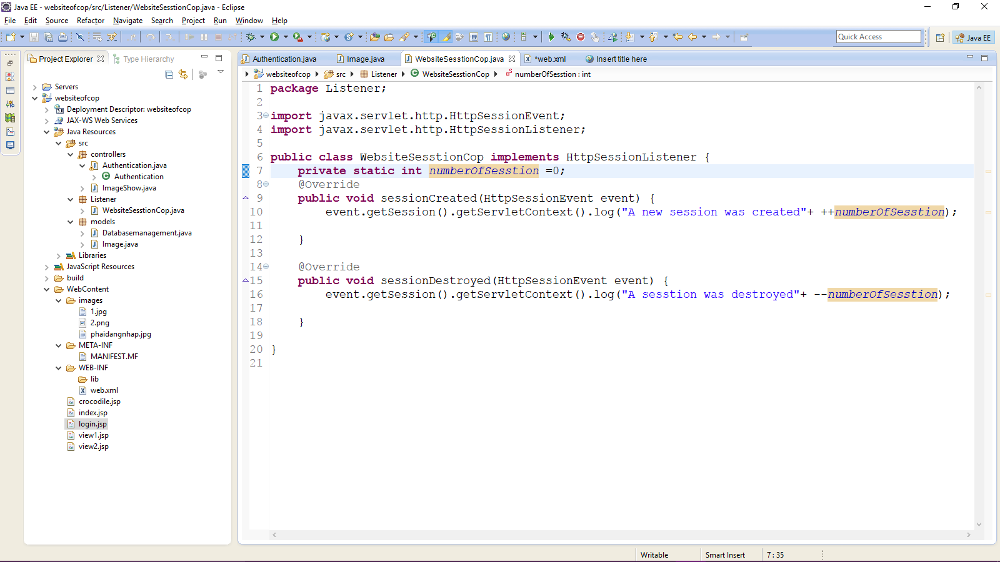 Java EE - websiteofcop/src/Listener/WebsiteSesstionCop.java - Eclipse
File Edit Source Refactor Navigate Search Project Run Window Help
Quick Access
Java EE
Project Explorer
Type Hierarchy
Servers
websiteofcop
Deployment Descriptor: websiteofcop
JAX-WS Web Services
Java Resources
src
controllers
Authentication.java
Authentication
ImageShow.java
Listener
WebsiteSesstionCop.java
models
Databasemanagement.java
Image.java
Libraries
JavaScript Resources
build
WebContent
images
1.jpg
2.png
phaidangnhap.jpg
META-INF
MANIFEST.MF
WEB-INF
lib
web.xml
crocodile.jsp
index.jsp
login.jsp
view1.jsp
view2.jsp
Authentication.java Image.java WebsiteSesstionCop.java *web.xml Insert title here
websiteofcop src Listener WebsiteSesstionCop numberOfSesstion : int
1 package Listener;
2
3 import javax.servlet.http.HttpSessionEvent;
4 import javax.servlet.http.HttpSessionListener;
5
6 public class WebsiteSesstionCop implements HttpSessionListener {
7 private static int numberOfSesstion =0;
8 @Override
9 public void sessionCreated(HttpSessionEvent event) {
10 event.getSession().getServletContext().log("A new session was created"+ ++numberOfSesstion);
11
12 }
13
14 @Override
15 public void sessionDestroyed(HttpSessionEvent event) {
16 event.getSession().getServletContext().log("A sesstion was destroyed"+ --numberOfSesstion);
17
18 }
19
20 }
21
Writable Smart Insert 7 : 35